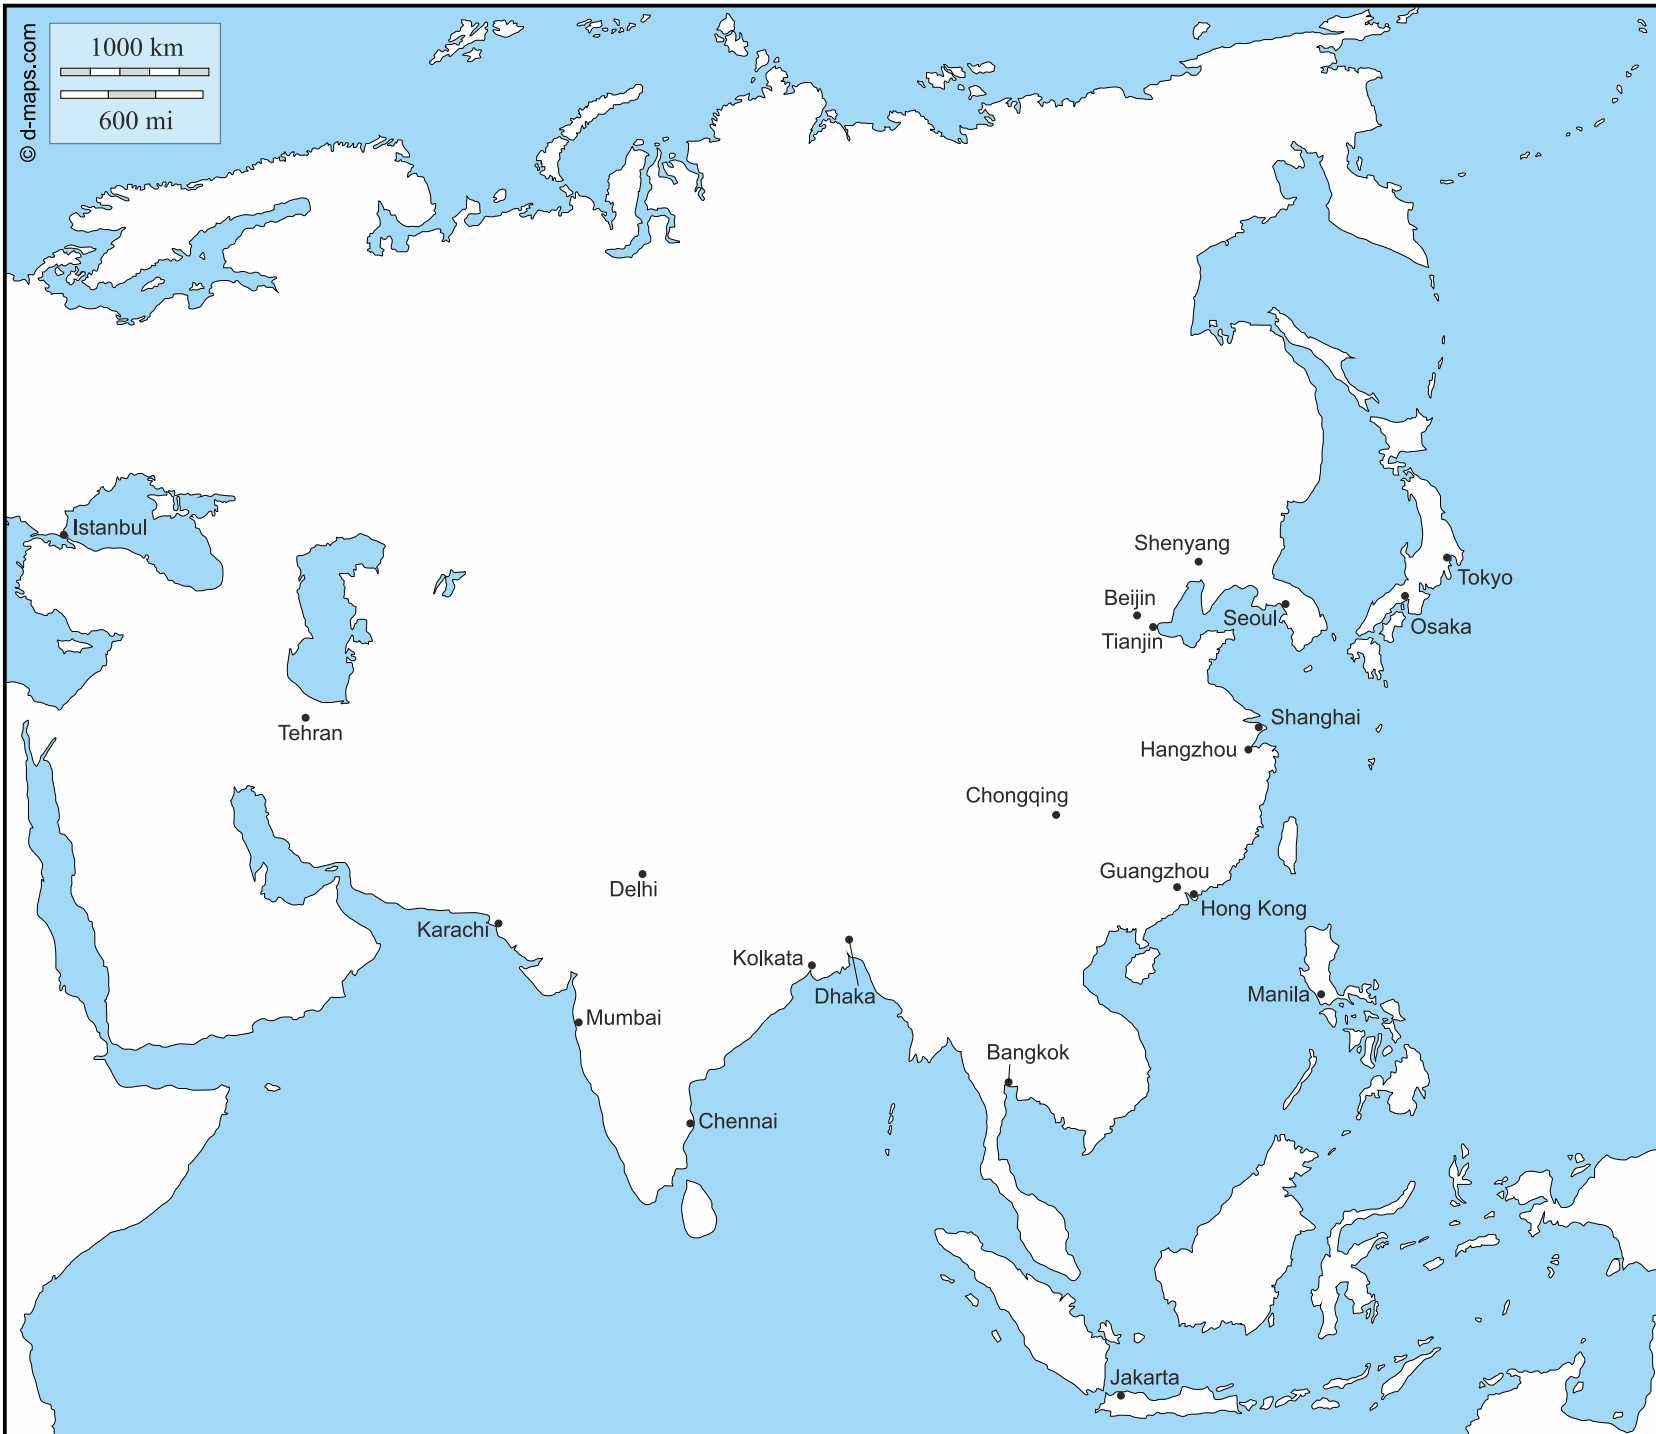 © d-maps.com
1000 km
600 mi
Istanbul
Shenyang
Tokyo
Beijin
Seoul
Osaka
Tianjin
Shanghai
Tehran
Hangzhou
Chongqing
Guangzhou
Delhi
Hong Kong
Karachi
Kolkata
Manila
Dhaka
Mumbai
Bangkok
Chennai
Jakarta